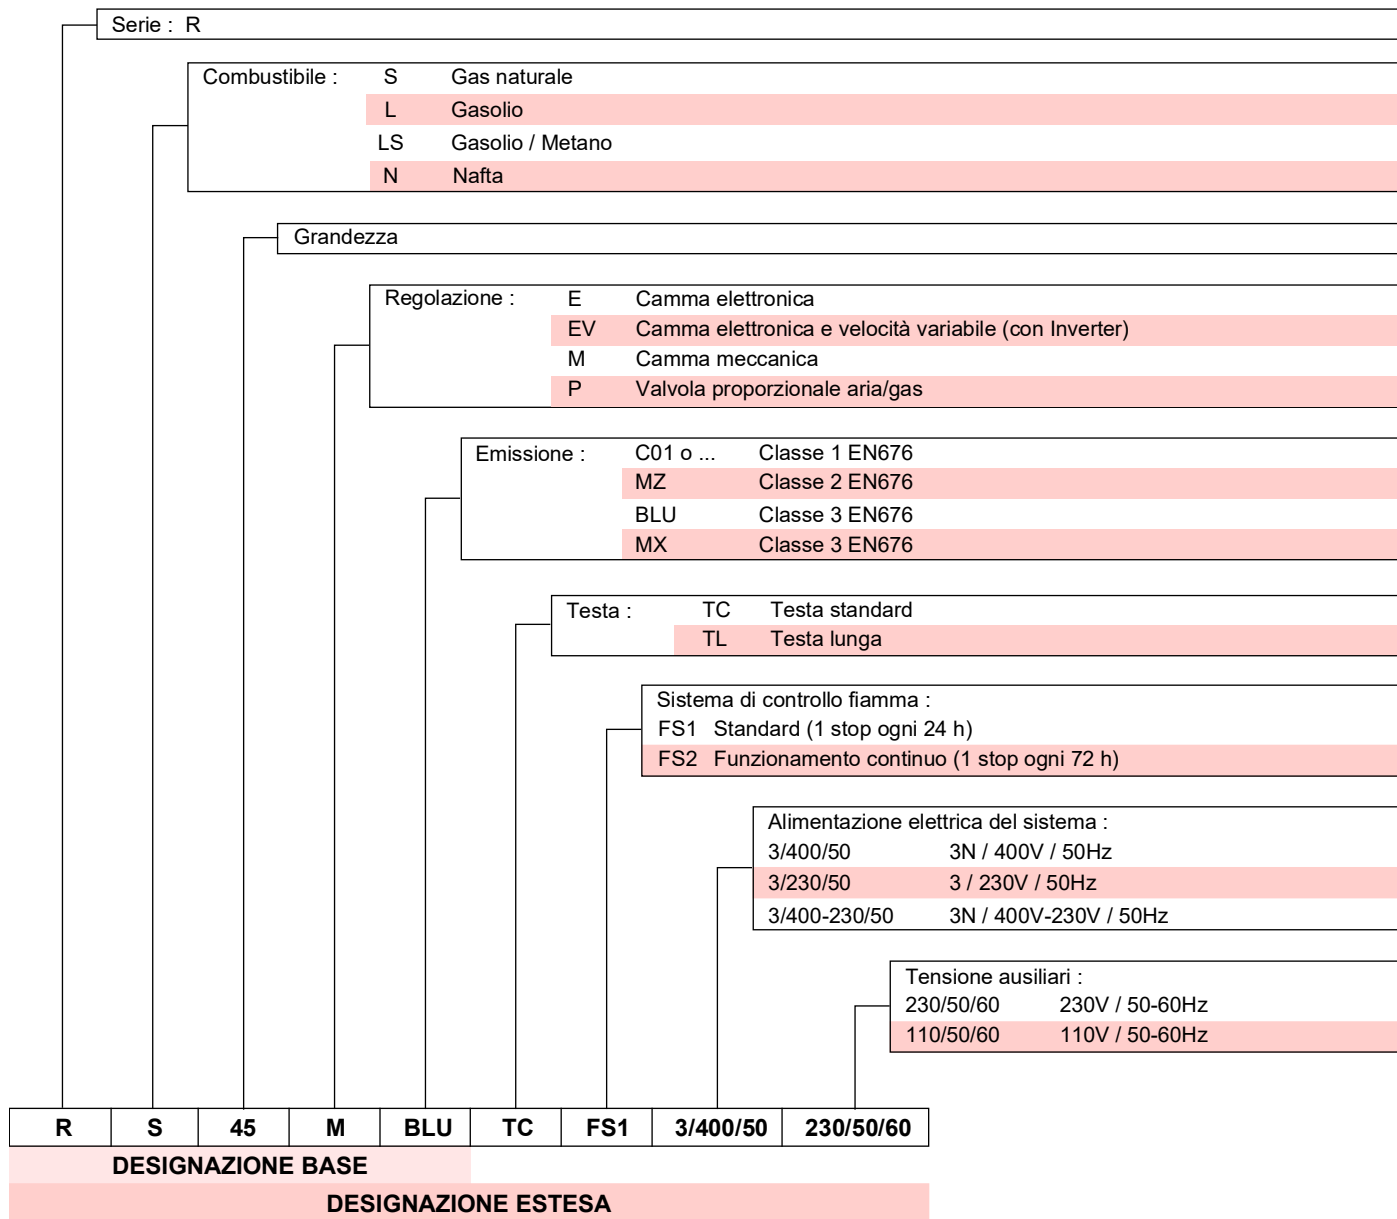 Serie : R
Combustibile : S Gas naturale
L Gasolio
LS Gasolio / Metano
N Nafta
Grandezza
Regolazione : E Camma elettronica
EV Camma elettronica e velocità variabile (con Inverter)
M Camma meccanica
P Valvola proporzionale aria/gas
Emissione : C01 o ... Classe 1 EN676
MZ Classe 2 EN676
BLU Classe 3 EN676
MX Classe 3 EN676
Testa : TC Testa standard
TL Testa lunga
Sistema di controllo fiamma :
FS1 Standard (1 stop ogni 24 h)
FS2 Funzionamento continuo (1 stop ogni 72 h)
Alimentazione elettrica del sistema :
3/400/50 3N / 400V / 50Hz
3/230/50 3 / 230V / 50Hz
3/400-230/50 3N / 400V-230V / 50Hz
Tensione ausiliari :
230/50/60 230V / 50-60Hz
110/50/60 110V / 50-60Hz
R S 45 M BLU TC FS1 3/400/50 230/50/60
DESIGNAZIONE BASE
DESIGNAZIONE ESTESA